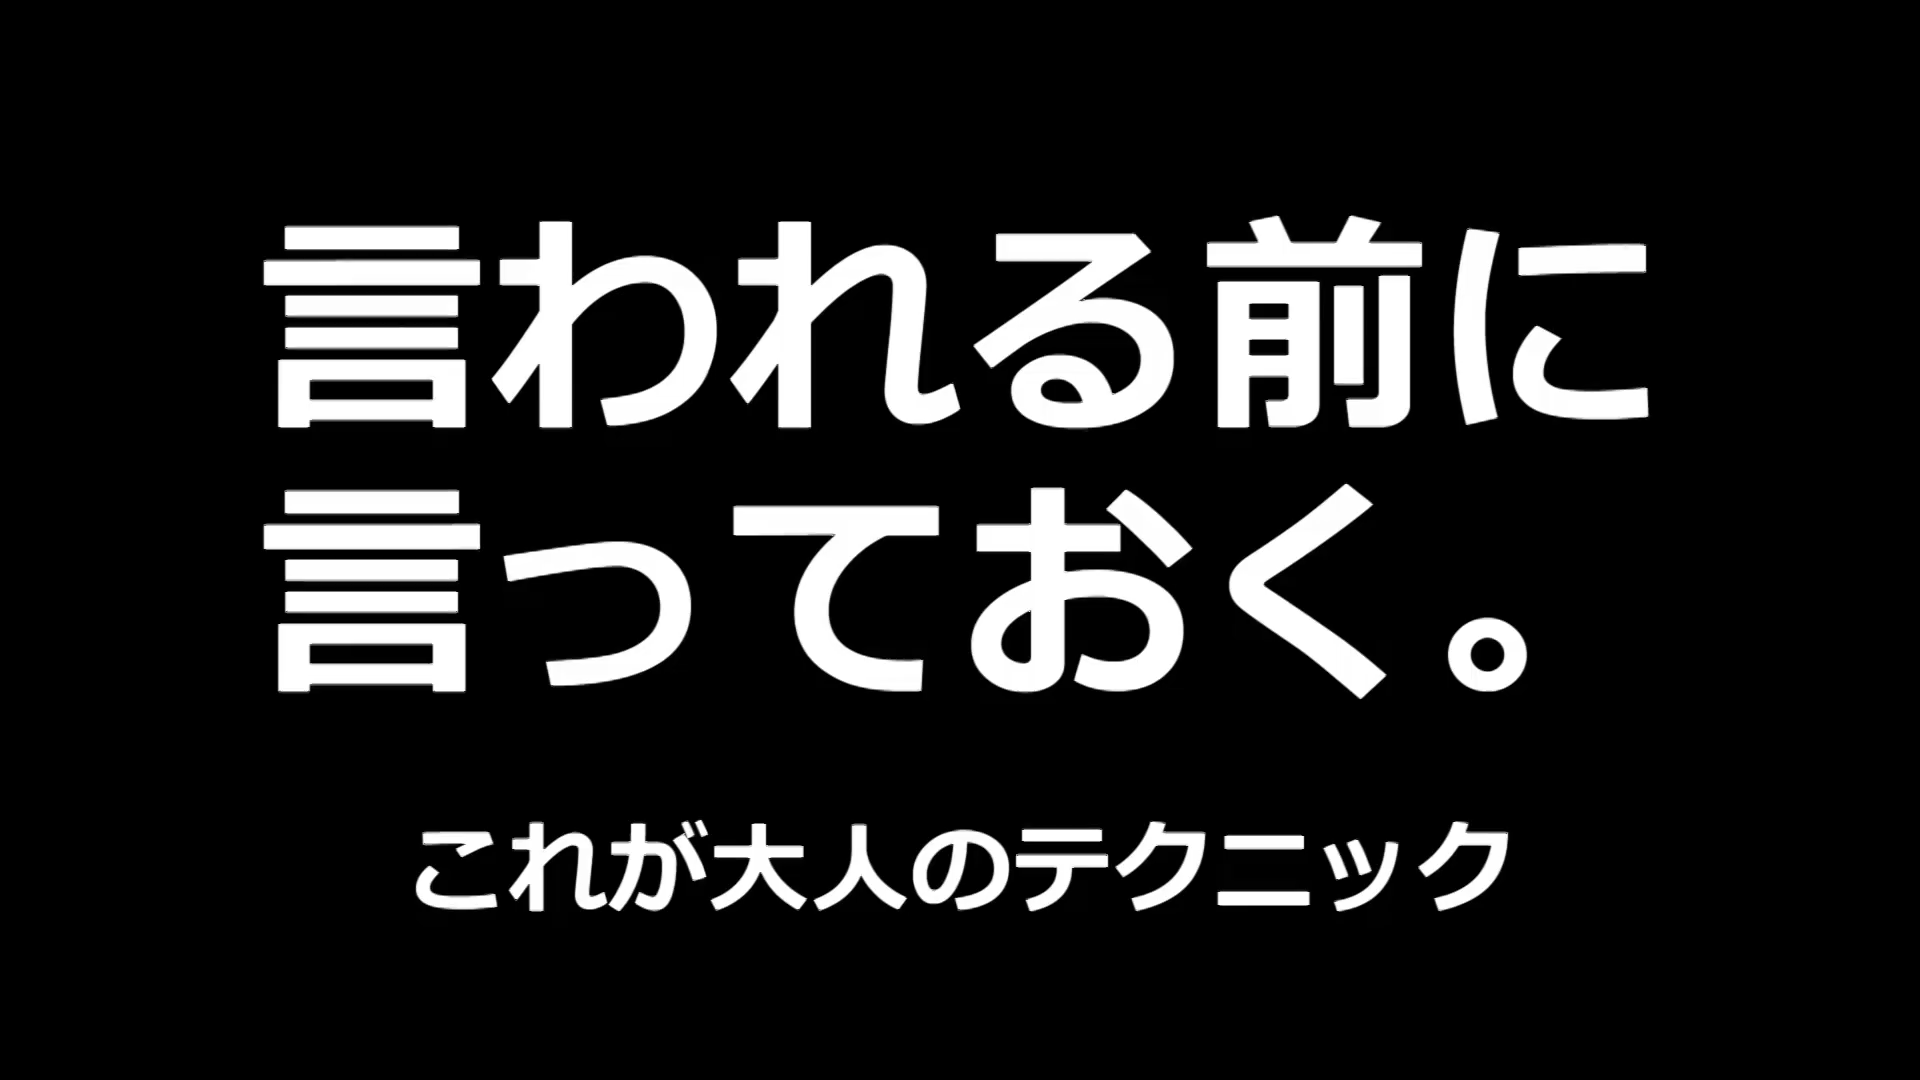 言われる前に
言っておく。
これが大人のテクニック